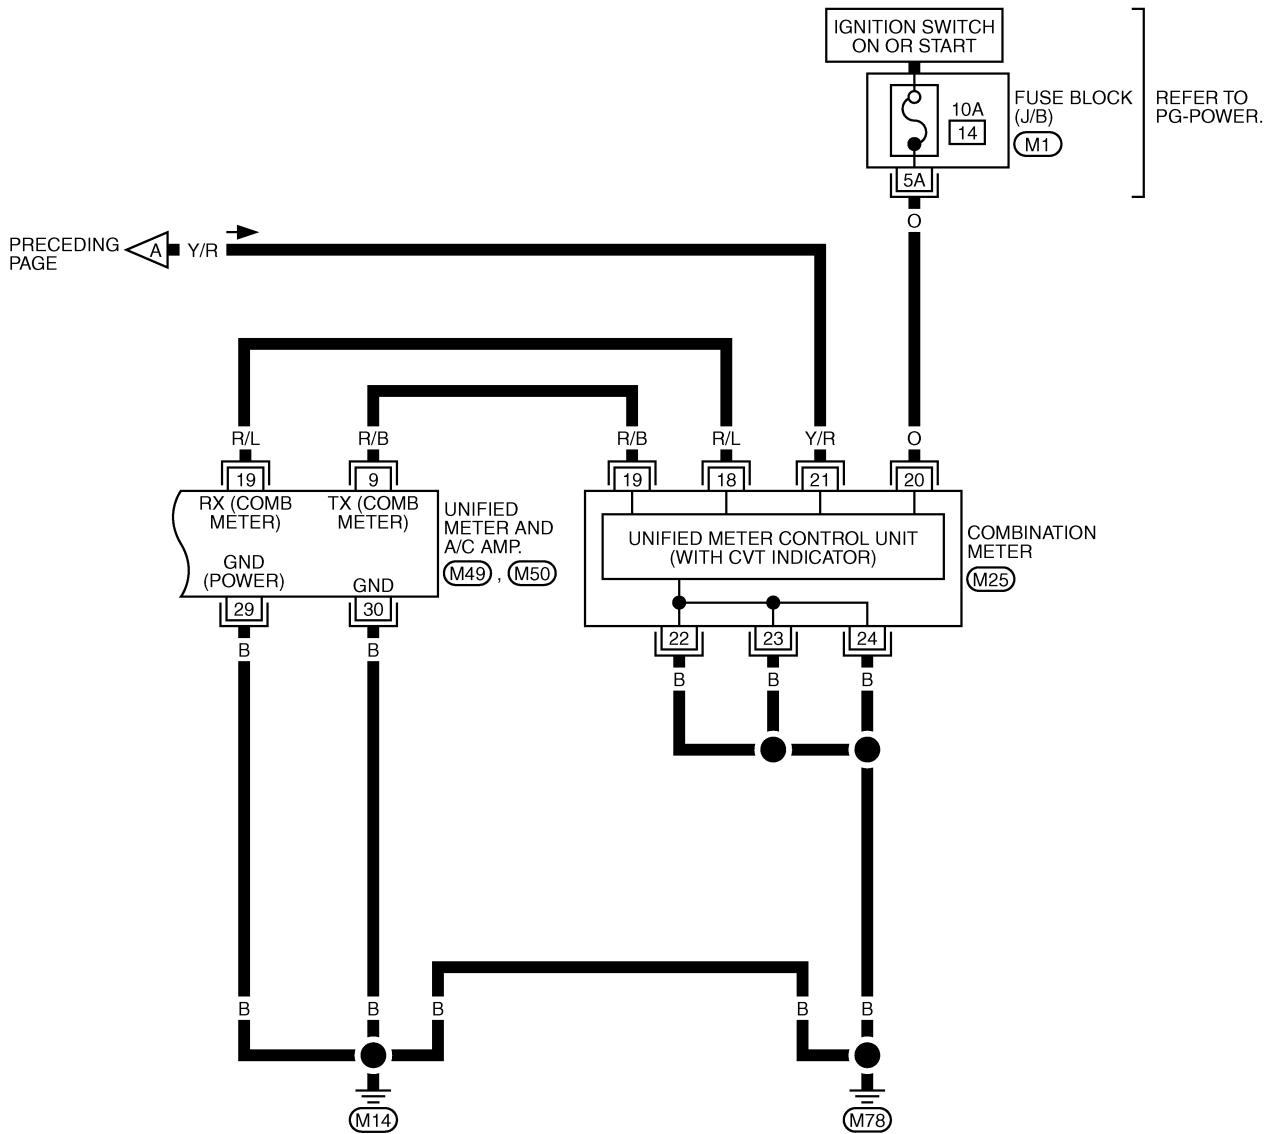 IGNITION SWITCH
ON OR START
10A
14
FUSE BLOCK
(J/B)
M1
REFER TO
PG-POWER.
5A
O
PRECEDING
PAGE
A
Y/R
R/L
R/B
R/B
R/L
Y/R
O
19
9
19
18
21
20
RX (COMB
METER)
TX (COMB
METER)
GND
(POWER)
GND
UNIFIED
METER AND
A/C AMP.
M49 , M50
UNIFIED METER CONTROL UNIT
(WITH CVT INDICATOR)
COMBINATION
METER
M25
29
30
22
23
24
B
B
B
B
B
B
B
B
B
B
M14
M78